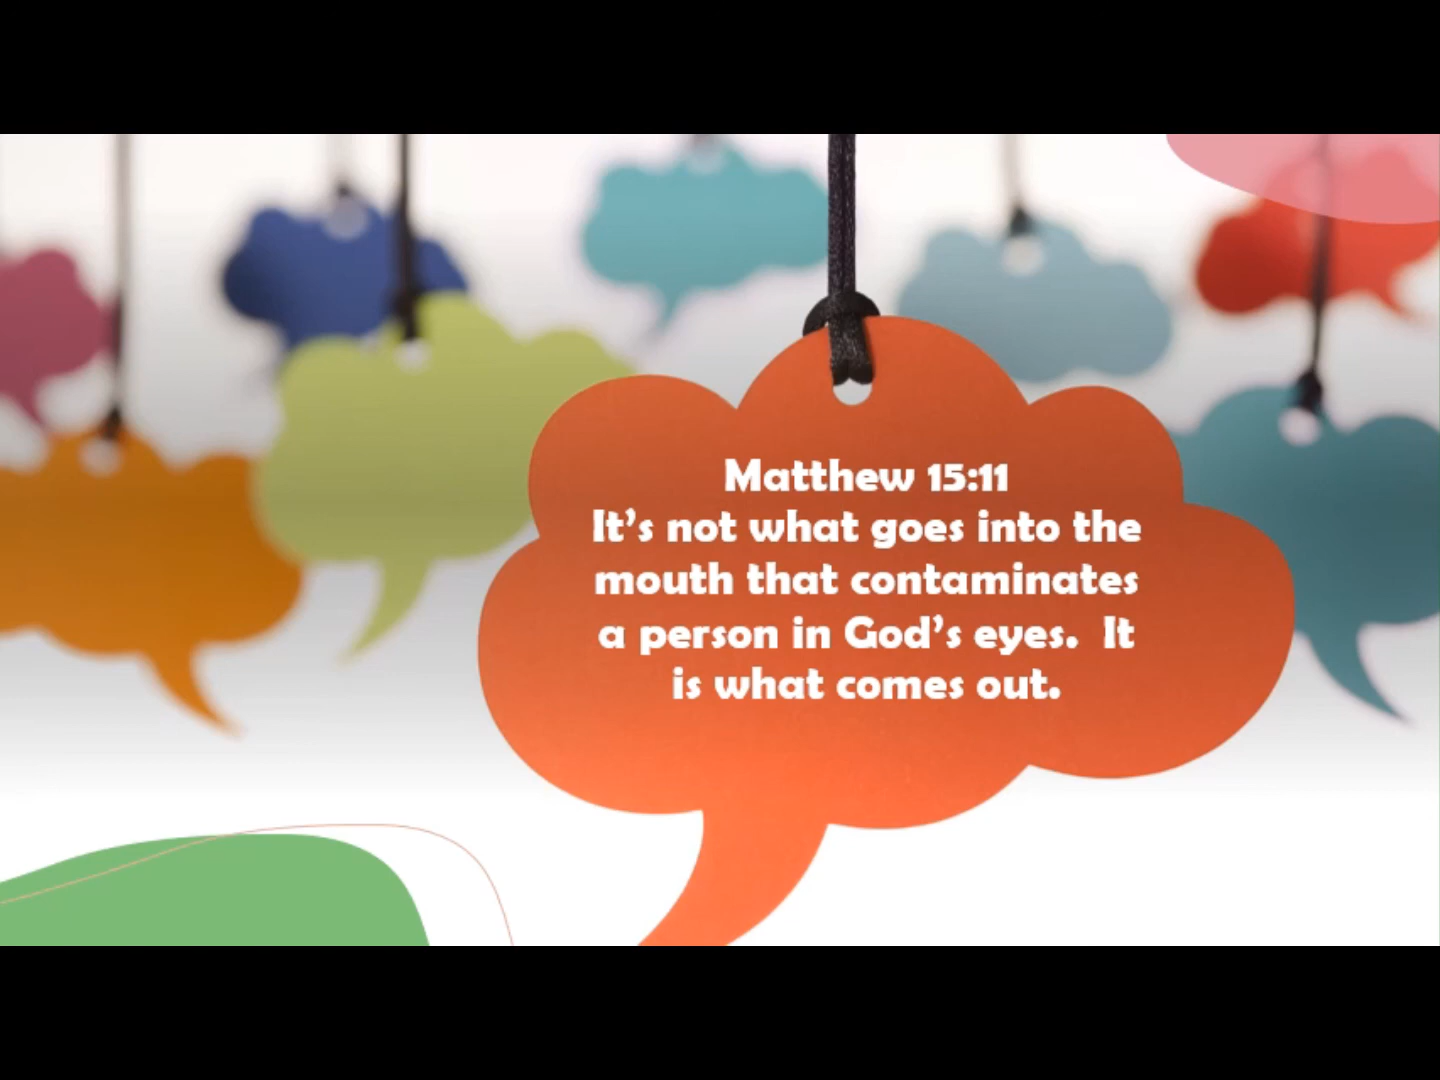 Matthew 15:11
It's not what goes into the
mouth that contaminates
a person in God's eyes.  It
is what comes out.